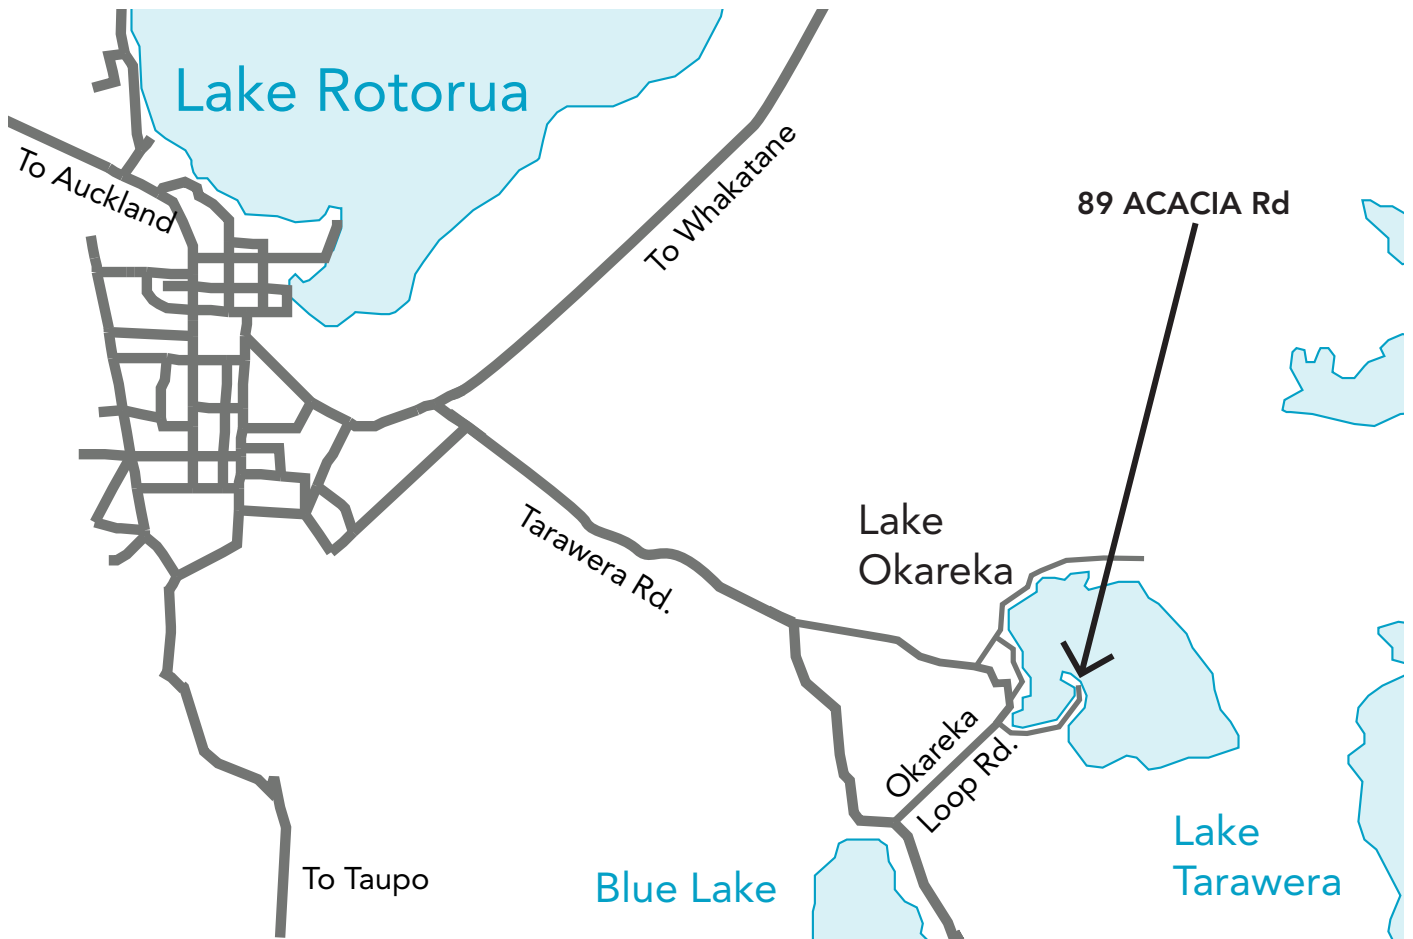 Lake Rotorua
To Auckland
To Whakatane
89 ACACIA Rd
Lake
Okareka
Tarawera Rd.
Okareka
Loop Rd.
Lake
Tarawera
Blue Lake
To Taupo